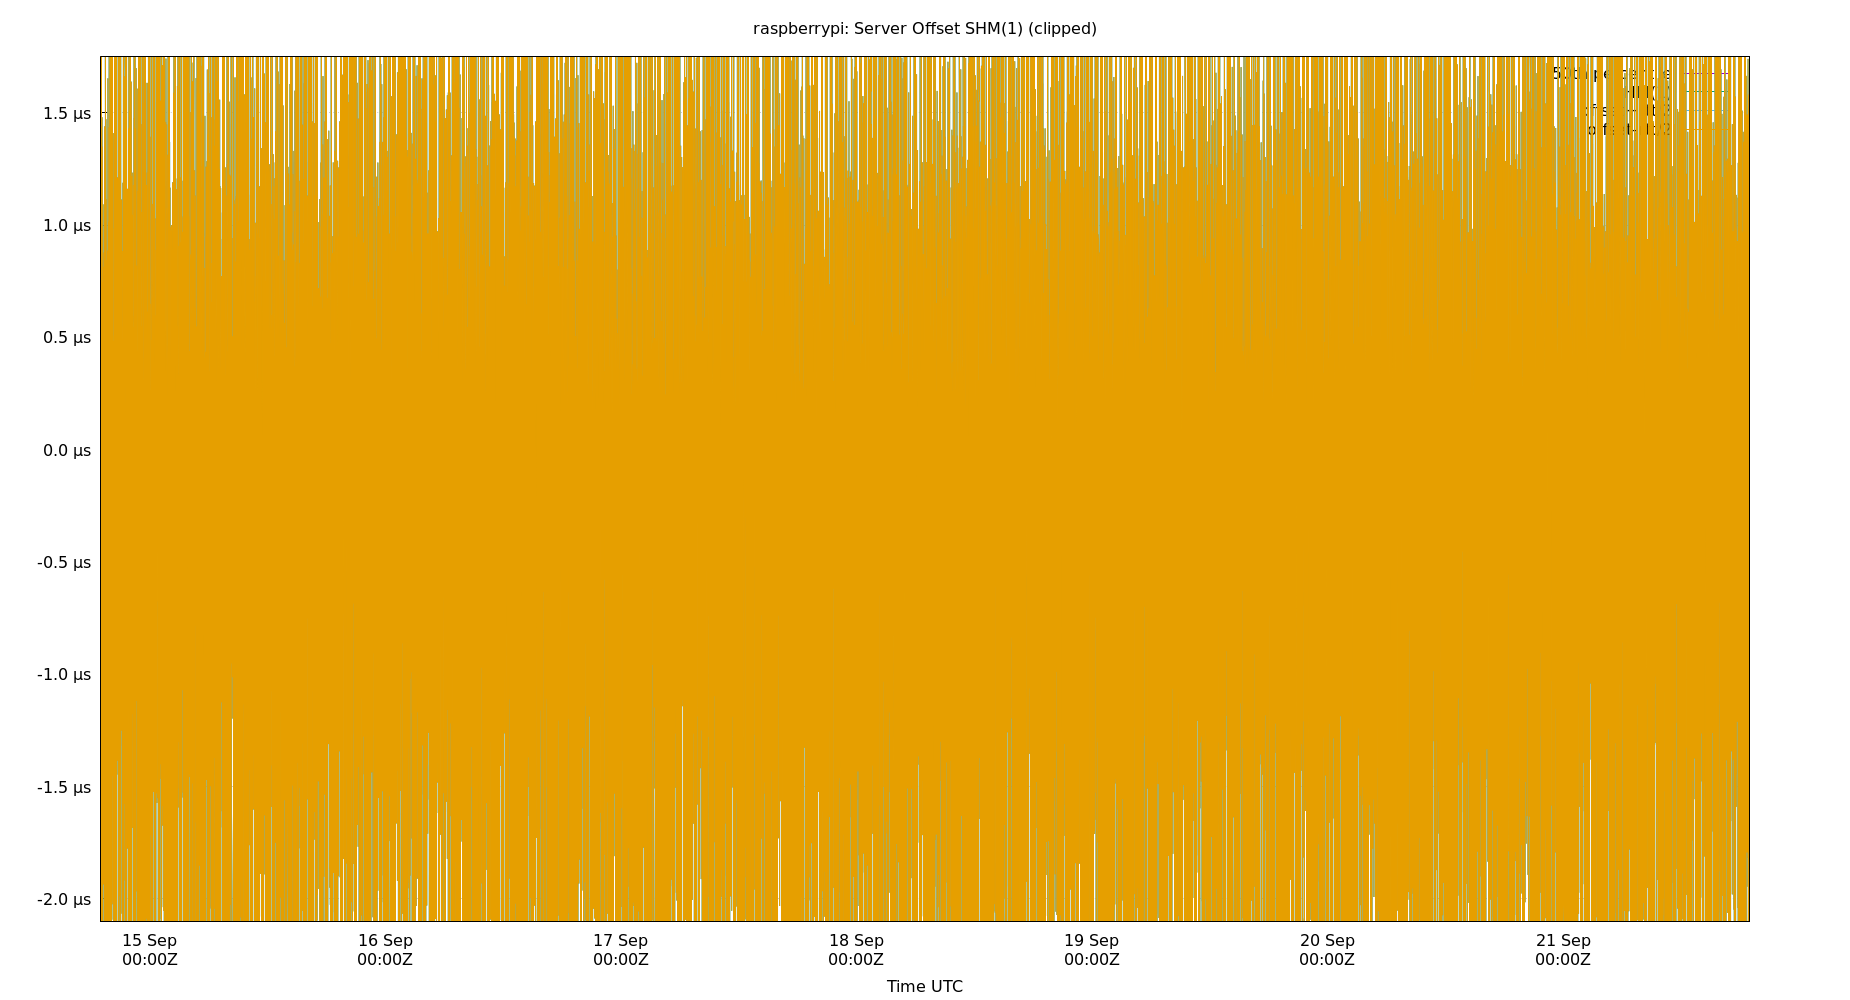 raspberrypi: Server Offset SHM(1) (clipped)
1.5 µs
1.0 µs
0.5 µs
0.0 µs
-0.5 µs
-1.0 µs
-1.5 µs
-2.0 µs
15 Sep 16 Sep 17 Sep 18 Sep 19 Sep 20 Sep 21 Sep
00:00Z 00:00Z 00:00Z 00:00Z 00:00Z 00:00Z 00:00Z
Time UTC